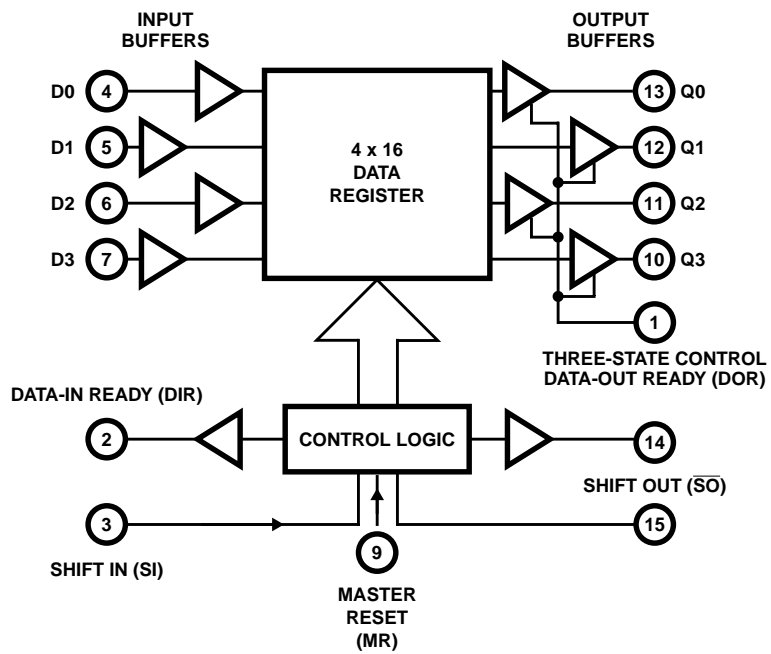 INPUT
BUFFERS
OUTPUT
BUFFERS
D0 4
13 Q0
D1 5
12 Q1
D2 6
11 Q2
D3 7
10 Q3
4 x 16
DATA
REGISTER
1
THREE-STATE CONTROL
DATA-OUT READY (DOR)
DATA-IN READY (DIR)
2
CONTROL LOGIC
14
SHIFT OUT (S̅O̅)
3
15
SHIFT IN (SI)
9
MASTER
RESET
(MR)